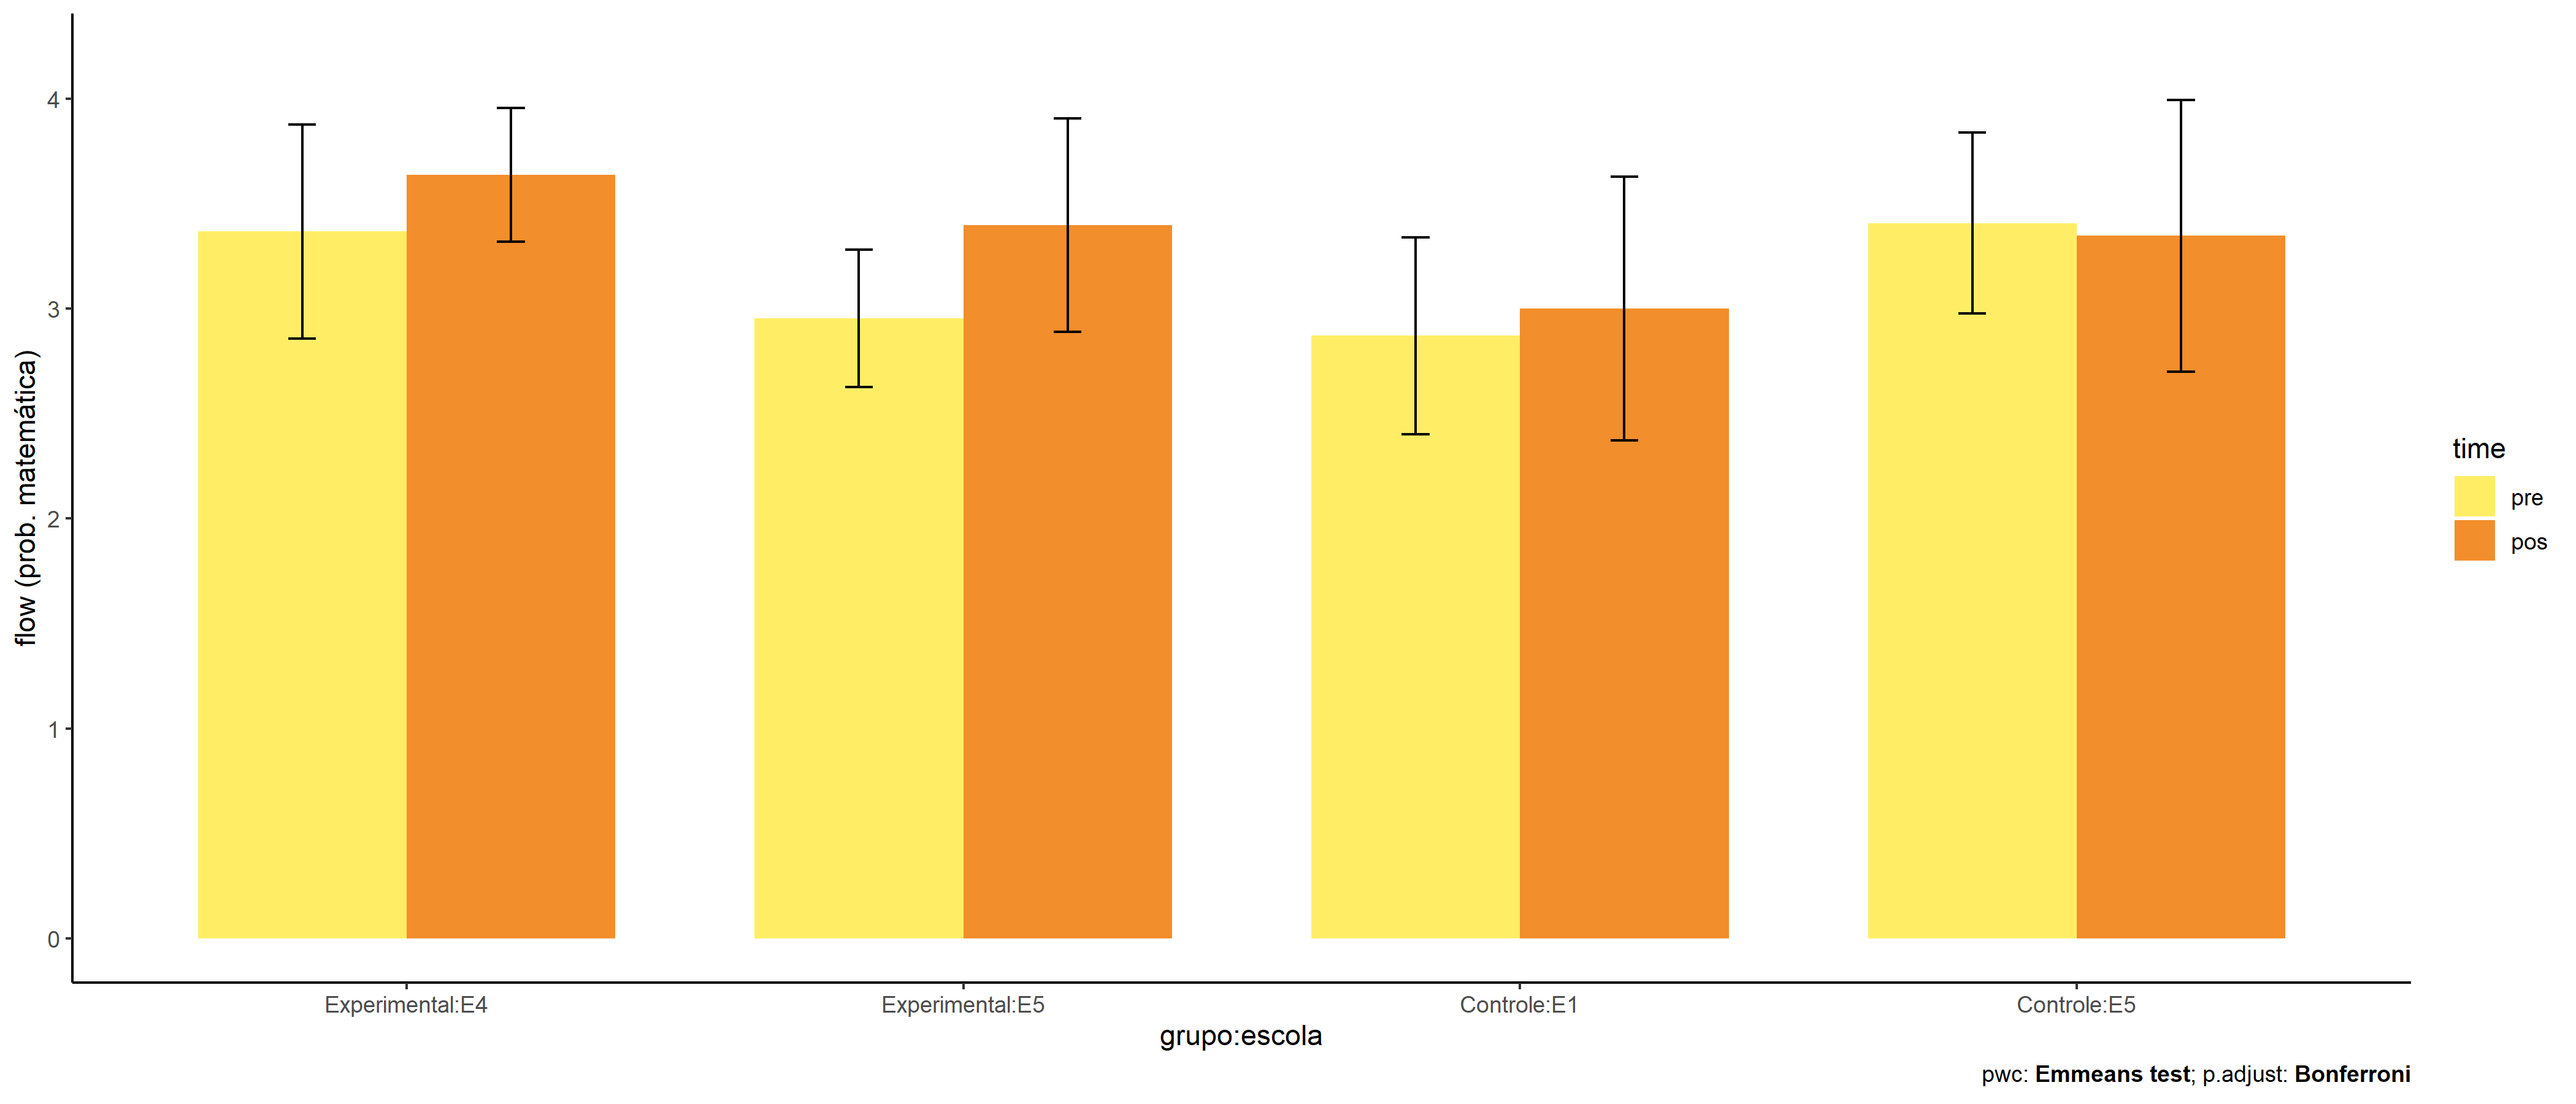 flow (prob. matemática)
4
3
2
1
0
Experimental:E4
Experimental:E5
Controle:E1
Controle:E5
grupo:escola
time
pre
pos
pwc: Emmeans test; p.adjust: Bonferroni